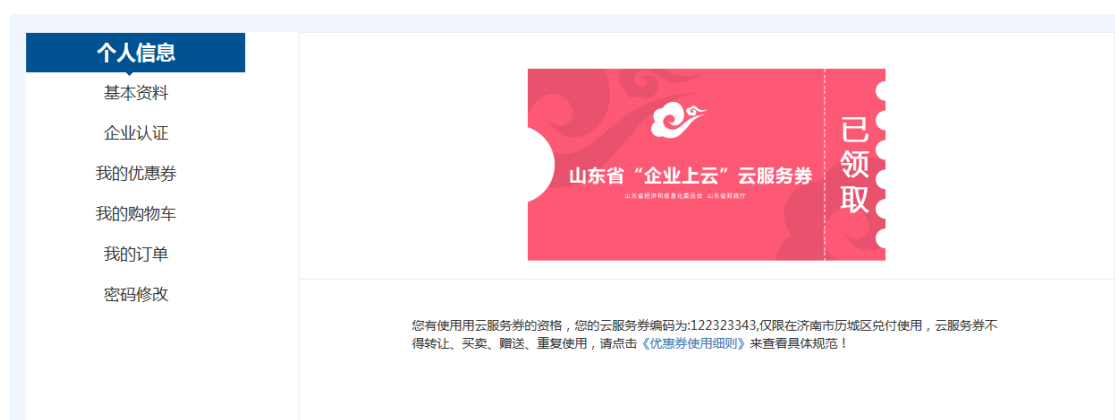 个人信息
基本资料
企业认证
我的优惠券
我的购物车
我的订单
密码修改
山东省“企业上云”云服务券
山东省经济和信息化委员会 山东省财政厅
已领取
您有使用用云服务券的资格，您的云服务券编码为:122323343,仅限在济南市历城区兑付使用，云服务券不
得转让、买卖、赠送、重复使用，请点击《优惠券使用细则》来查看具体规范！